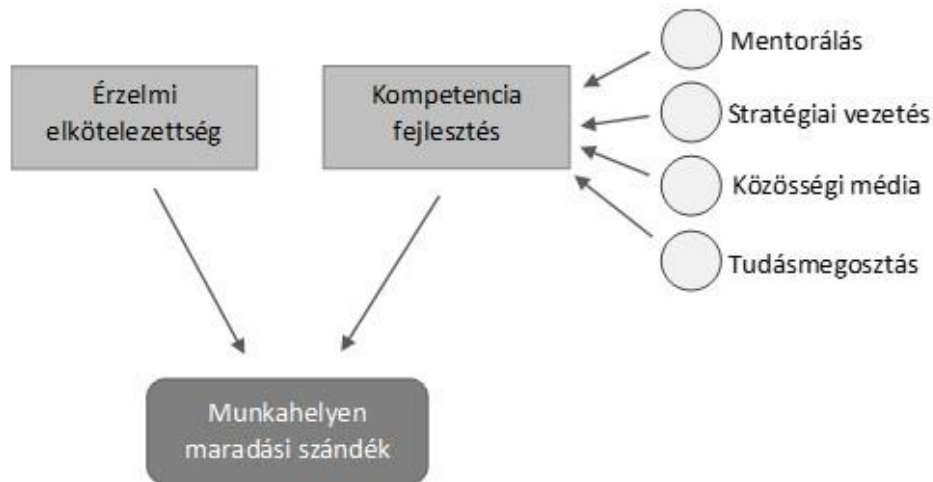 Érzelmi
elkötelezettség
Kompetencia
fejlesztés
Mentorálás
Stratégiai vezetés
Közösségi média
Tudásmegosztás
Munkahelyen
maradási szándék